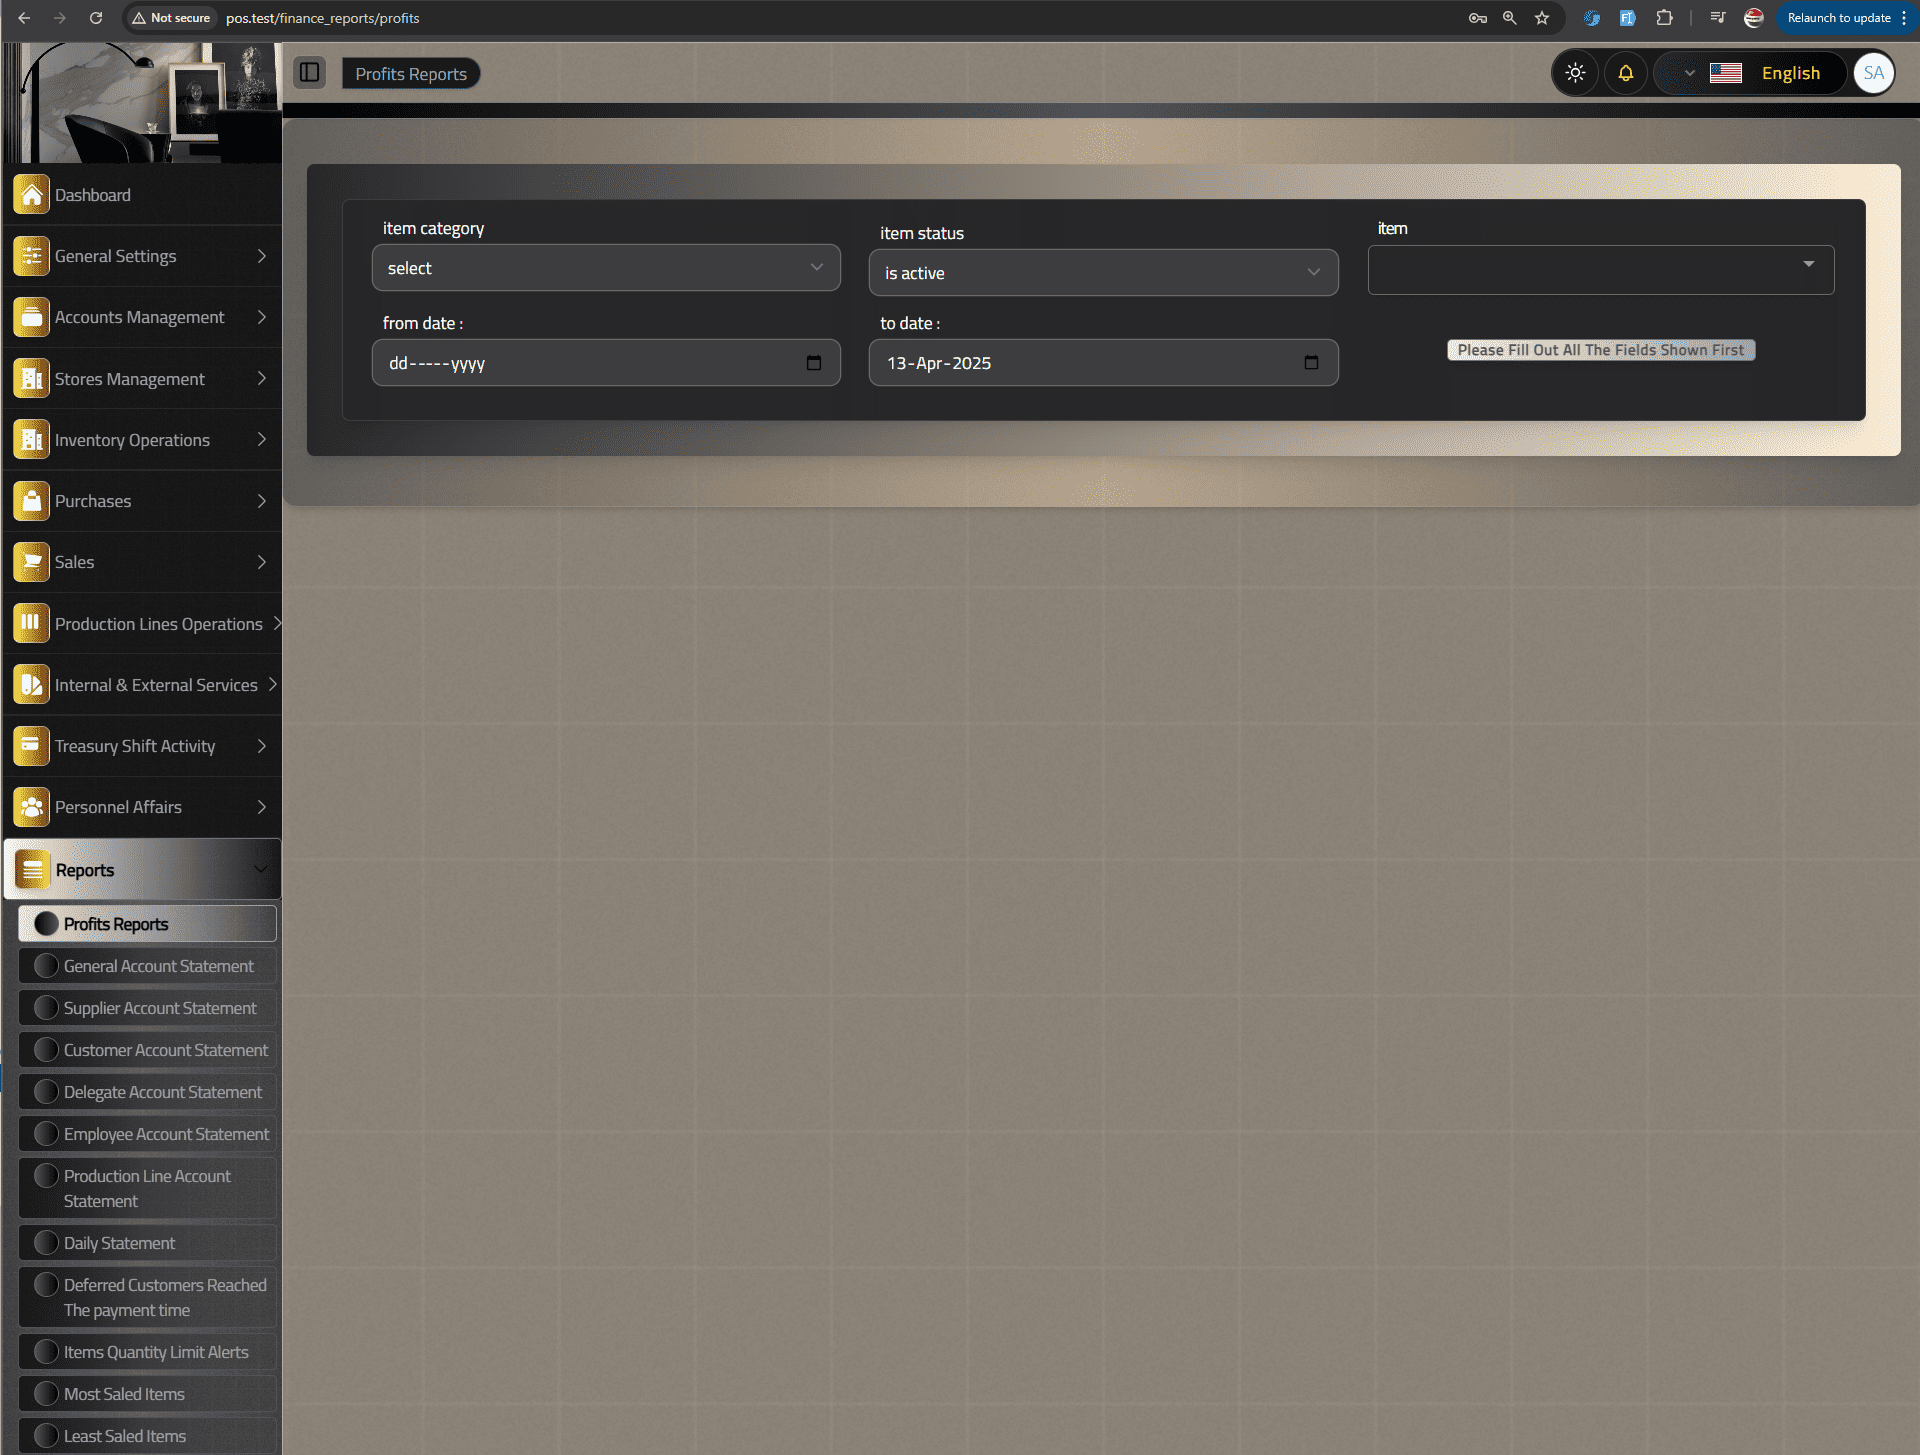 Not secure
pos.test/finance_reports/profits
Relaunch to update
Profits Reports
English
SA
Dashboard
General Settings
Accounts Management
Stores Management
Inventory Operations
Purchases
Sales
Production Lines Operations
Internal & External Services
Treasury Shift Activity
Personnel Affairs
Reports
Profits Reports
General Account Statement
Supplier Account Statement
Customer Account Statement
Delegate Account Statement
Employee Account Statement
Production Line Account
Statement
Daily Statement
Deferred Customers Reached
The payment time
Items Quantity Limit Alerts
Most Saled Items
Least Saled Items
item category
select
item status
is active
item
from date :
dd-----yyyy
to date :
13-Apr-2025
Please Fill Out All The Fields Shown First